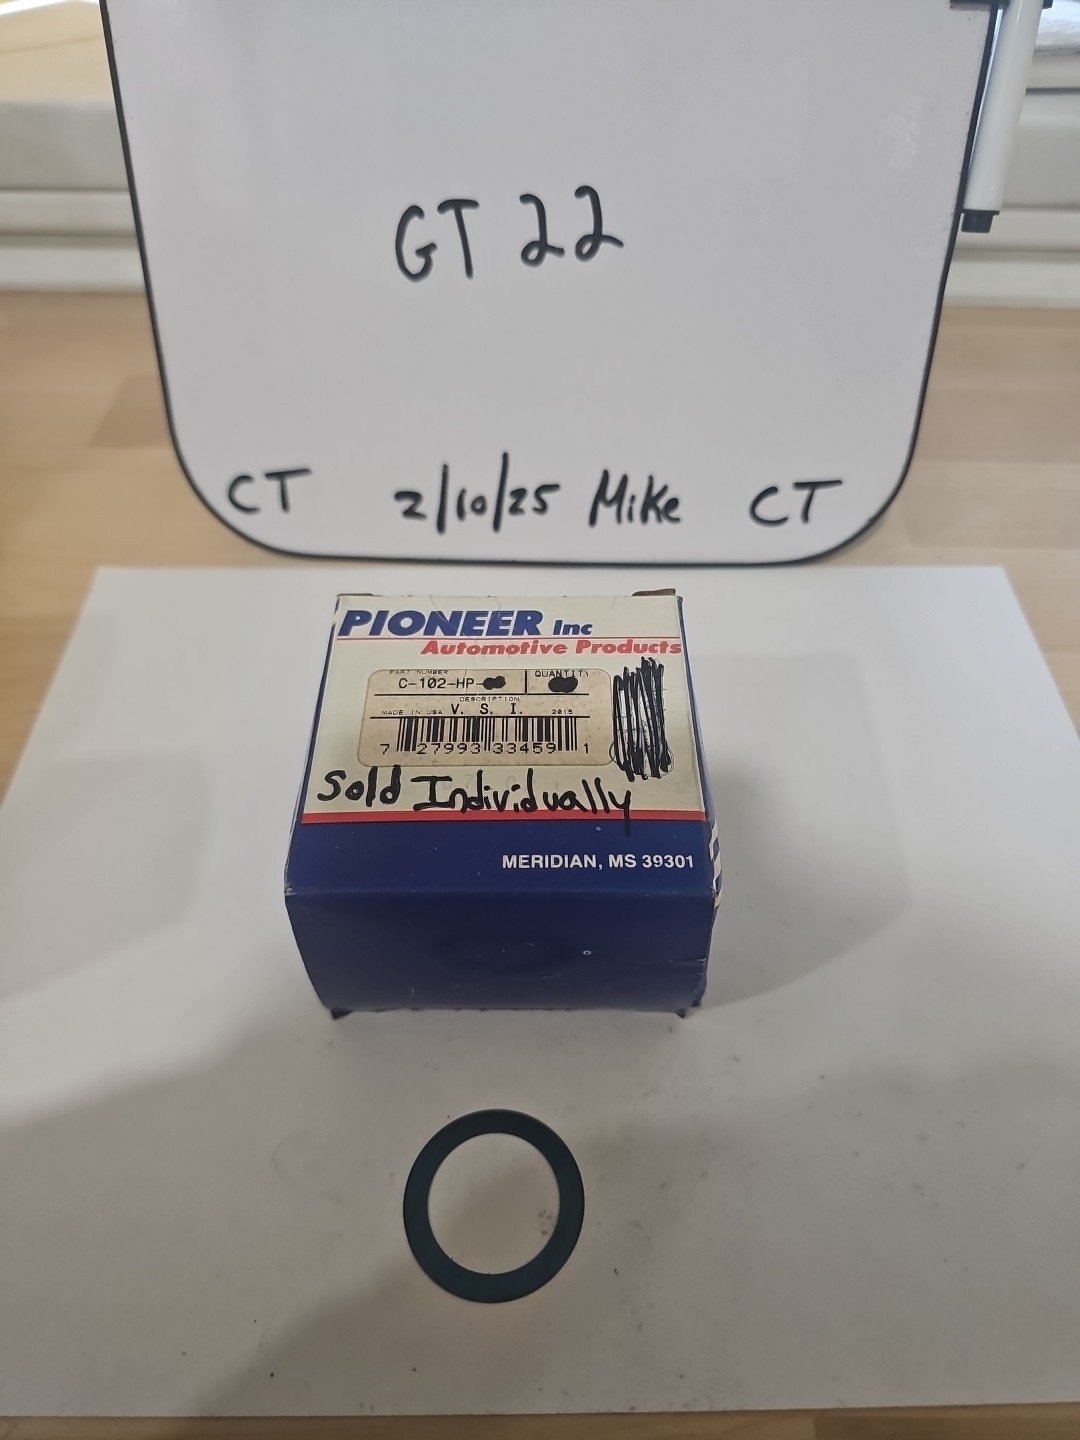 GT 22
CT 2/10/25 Mike CT
PIONEER Inc
Automotive Products
PART NUMBER QUANTITY
C-102-HP-
DESCRIPTION
MADE IN USA V. S. I. 2015
7 27993 33459 1
Sold Individually
MERIDIAN, MS 39301